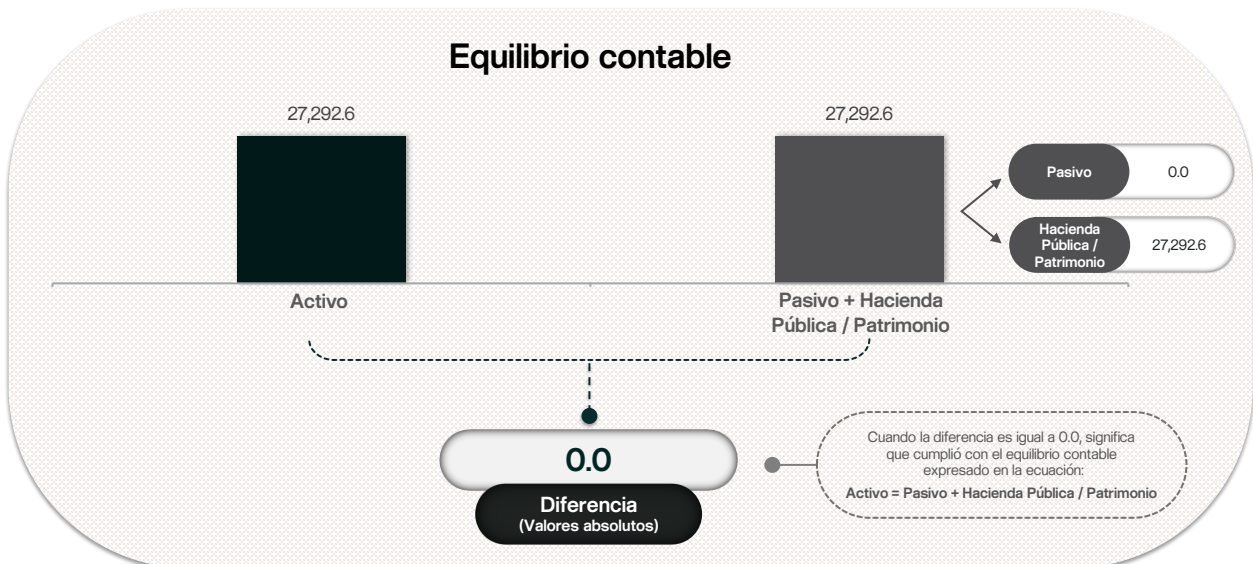 Equilibrio contable
27,292.6
27,292.6
Pasivo
0.0
Hacienda
Pública /
Patrimonio
27,292.6
Activo
Pasivo + Hacienda
Pública / Patrimonio
0.0
Diferencia
(Valores absolutos)
Cuando la diferencia es igual a 0.0, significa
que cumplió con el equilibrio contable
expresado en la ecuación:
Activo = Pasivo + Hacienda Pública / Patrimonio